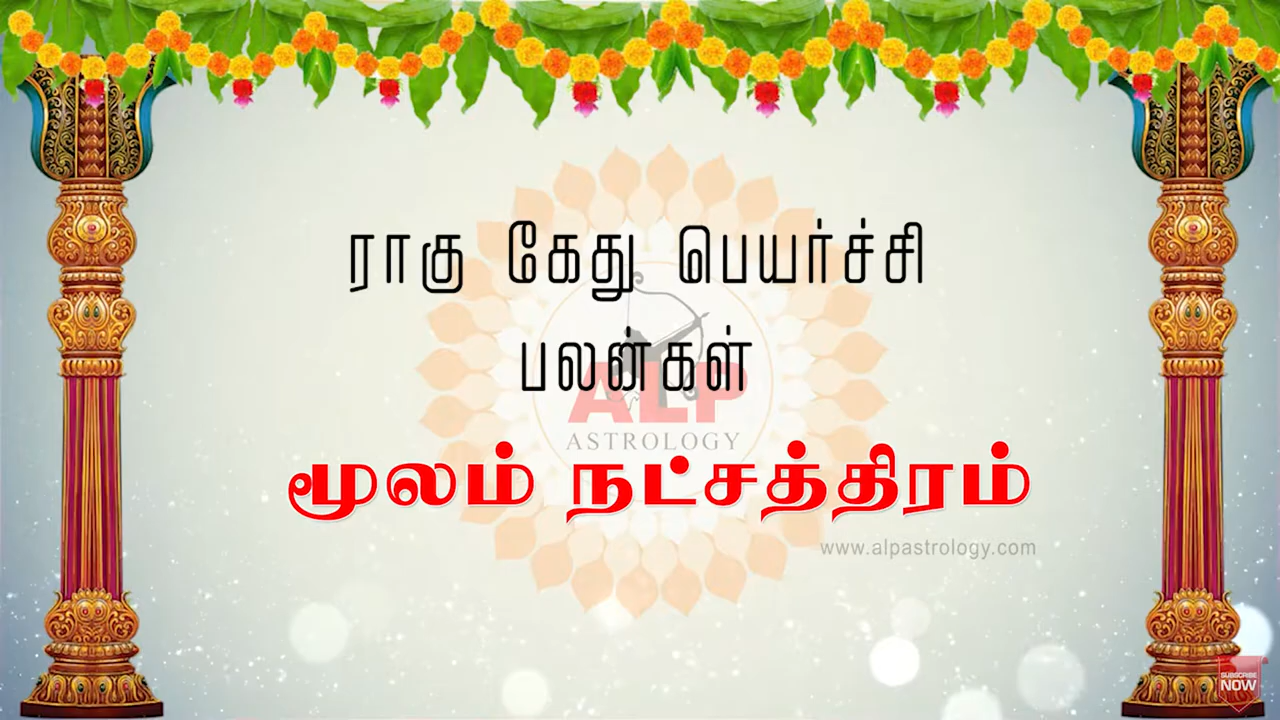 ராகு கேது பெயர்ச்சி
பலன்கள்
ALP
ASTROLOGY
மூலம் நட்சத்திரம்
www.alpastrology.com
SUBSCRIBE
NOW